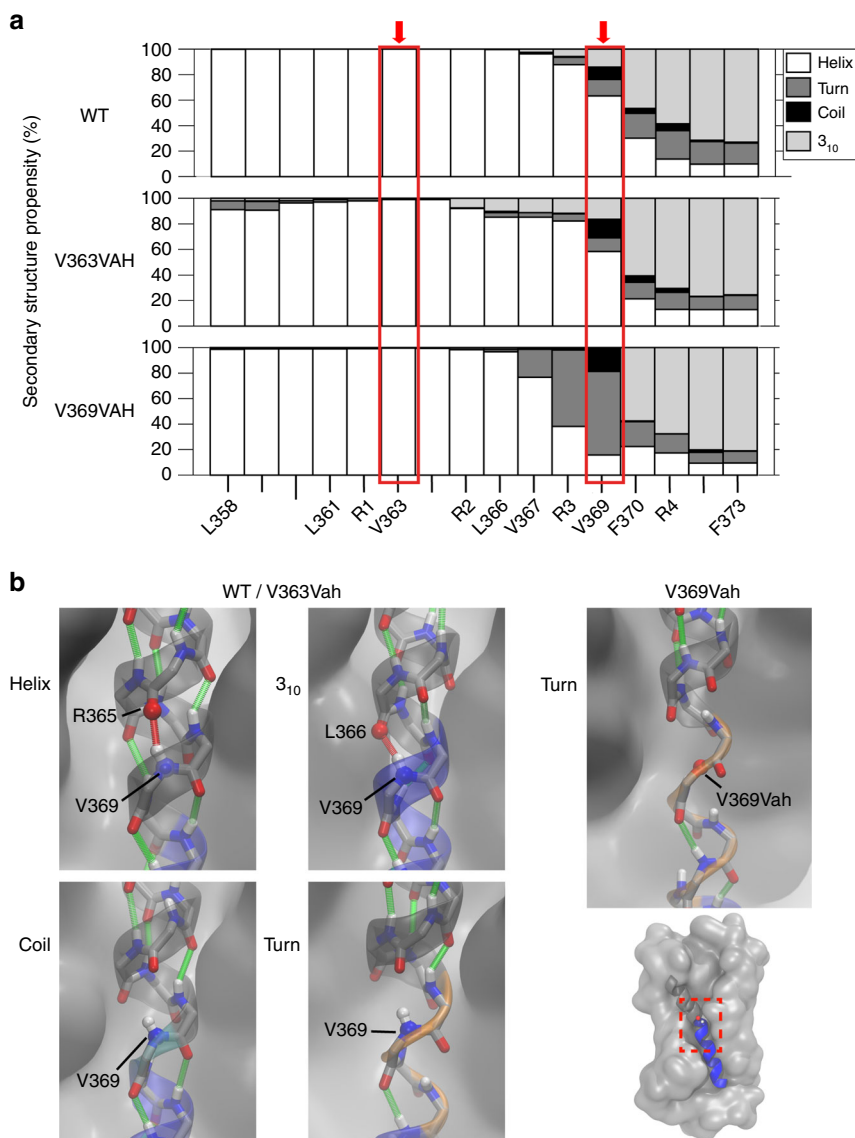 a
100
80
60
40
20
0
WT
Helix
Turn
Coil
3₁₀
Secondary structure propensity (%)
100
80
60
40
20
0
V363VAH
100
80
60
40
20
0
V369VAH
L358
L361
R1
V363
R2
L366
V367
R3
V369
F370
R4
F373
b
WT / V363Vah
V369Vah
Helix
R365
V369
3₁₀
L366
V369
Turn
V369Vah
Coil
V369
Turn
V369